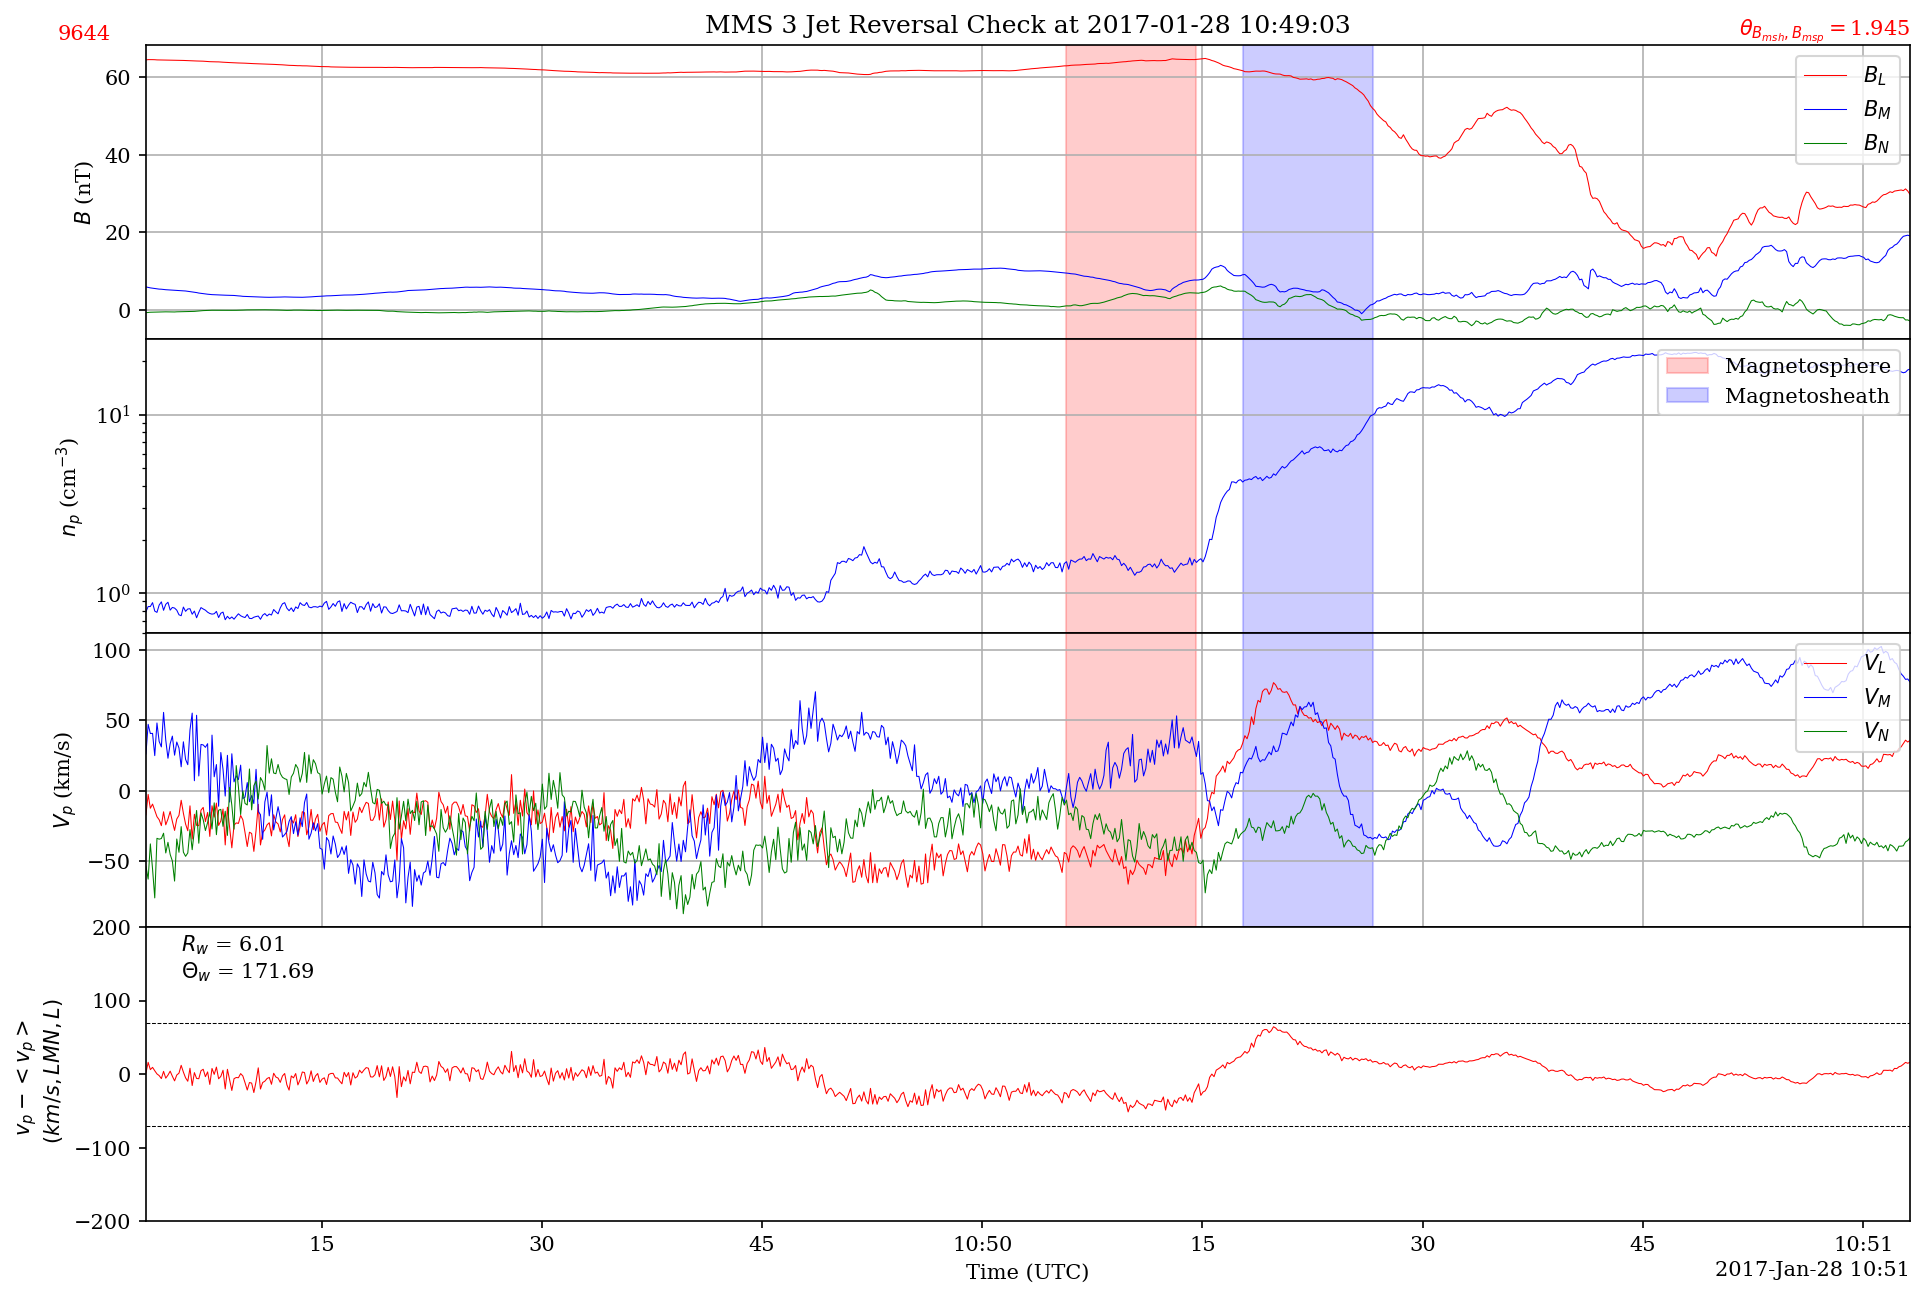 MMS 3 Jet Reversal Check at 2017-01-28 10:49:03
9644
θ_{B_{msh}, B_{msp}} = 1.945
B (nT)
60
40
20
0
B_L
B_M
B_N
n_p (cm^{-3})
10^1
10^0
Magnetosphere
Magnetosheath
V_p (km/s)
100
50
0
−50
V_L
V_M
V_N
v_p − < v_p >
(km/s, LMN, L)
200
100
0
−100
−200
R_w = 6.01
Θ_w = 171.69
15
30
45
10:50
15
30
45
10:51
Time (UTC)
2017-Jan-28 10:51